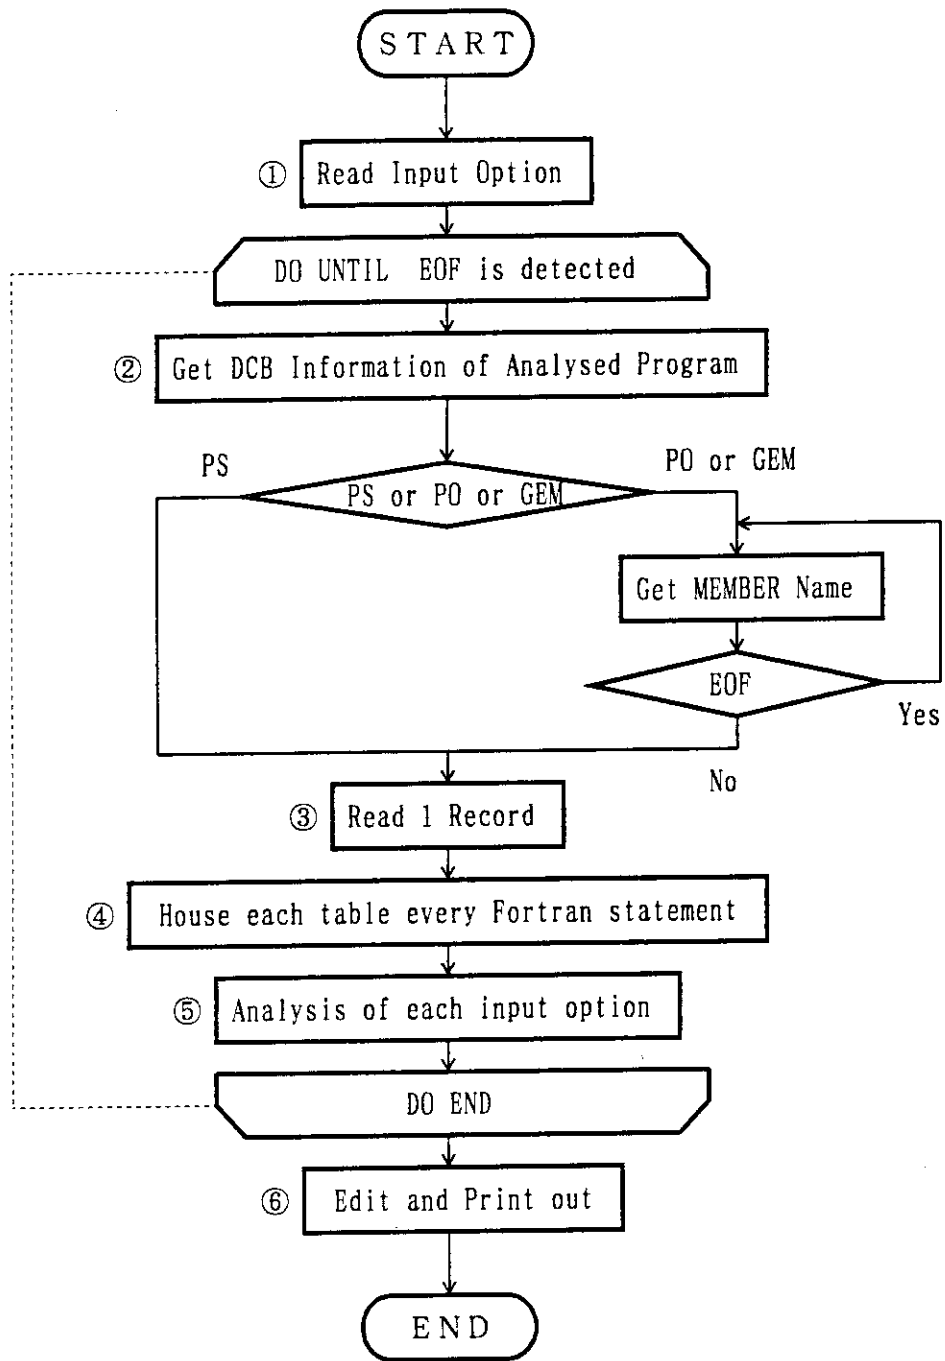 START
① Read Input Option
DO UNTIL EOF is detected
② Get DCB Information of Analysed Program
PS
PO or GEM
PS or PO or GEM
Get MEMBER Name
EOF
Yes
No
③ Read 1 Record
④ House each table every Fortran statement
⑤ Analysis of each input option
DO END
⑥ Edit and Print out
END